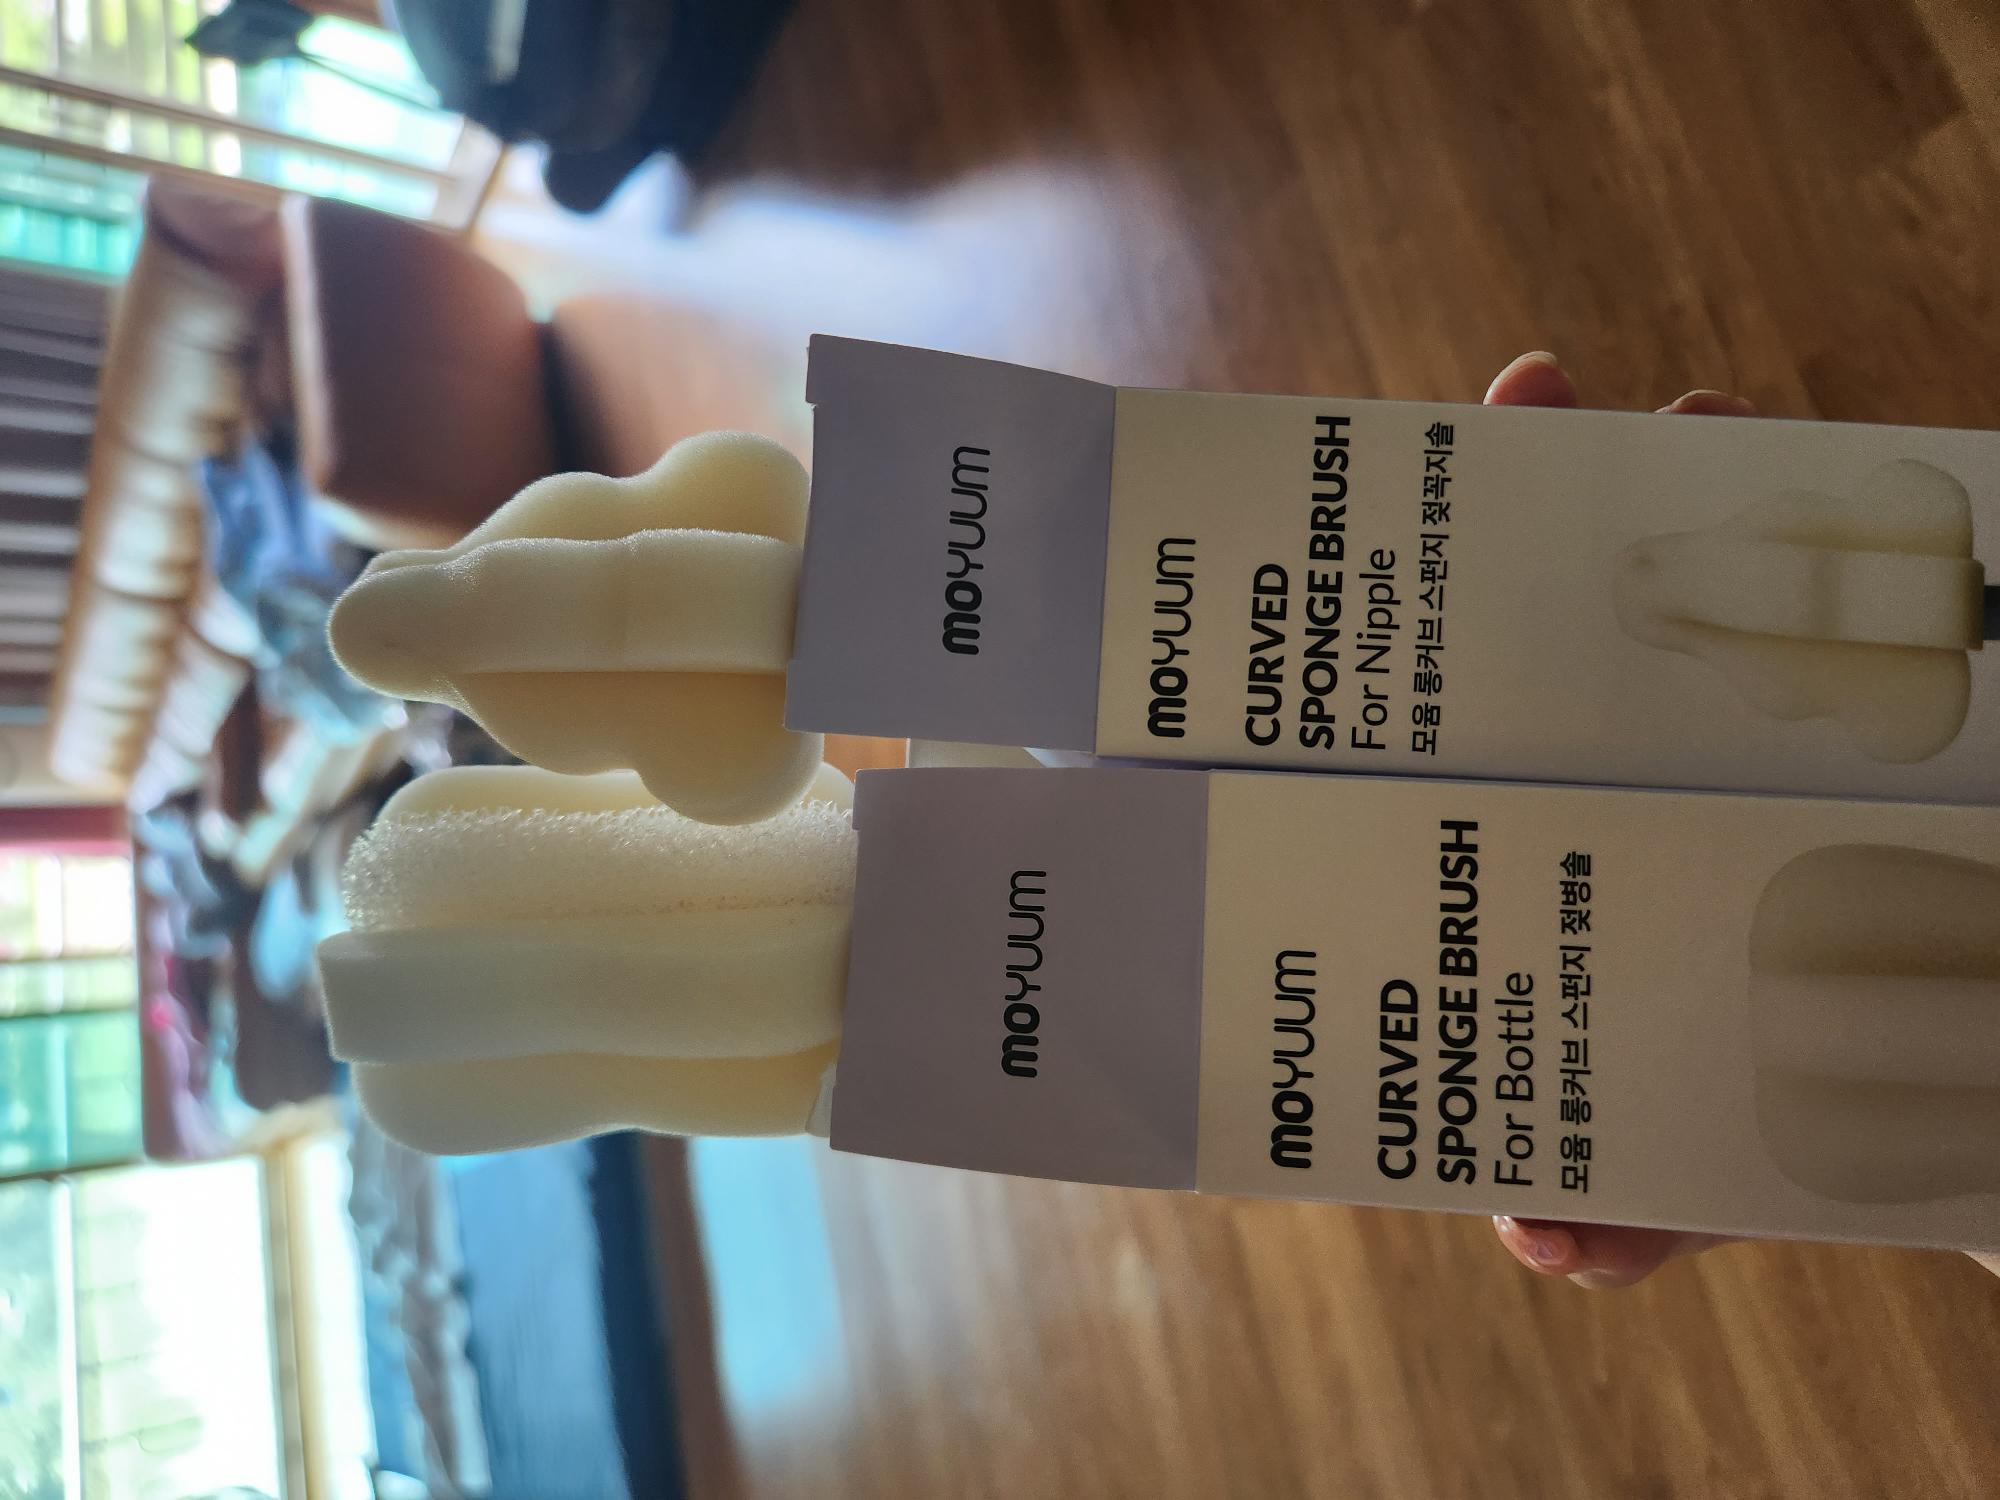 moyuum
moyuum
CURVED
SPONGE BRUSH
For Bottle
모윰 롱커브 스펀지 젖병솔
moyuum
moyuum
CURVED
SPONGE BRUSH
For Nipple
모윰 롱커브 스펀지 젖꼭지솔